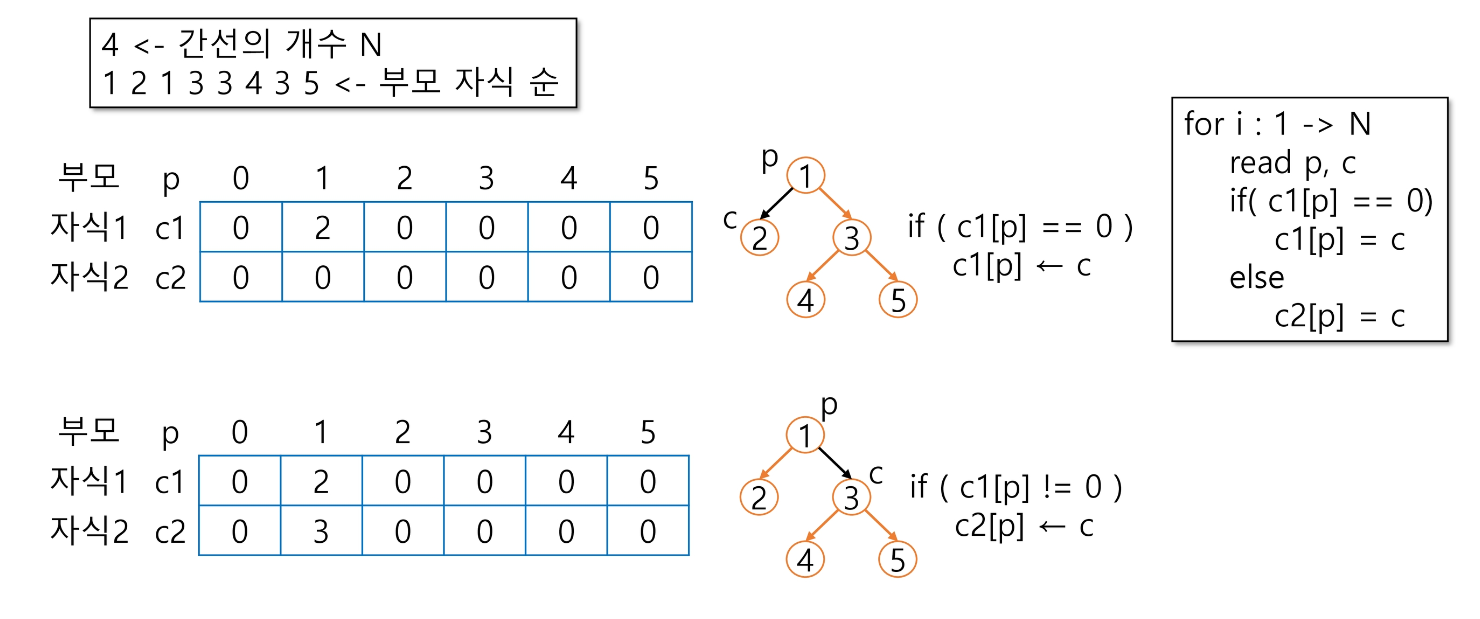 4 <- 간선의 개수 N
1 2 1 3 3 4 3 5 <- 부모 자식 순
부모 p 0 1 2 3 4 5
자식1 c1 0 2 0 0 0 0
자식2 c2 0 0 0 0 0 0
p
1
c
2
3
4
5
if ( c1[p] == 0 )
c1[p] ← c
for i : 1 -> N
read p, c
if( c1[p] == 0)
c1[p] = c
else
c2[p] = c
부모 p 0 1 2 3 4 5
자식1 c1 0 2 0 0 0 0
자식2 c2 0 3 0 0 0 0
p
1
c
2
3
4
5
if ( c1[p] != 0 )
c2[p] ← c